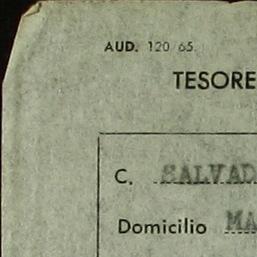 AUD. 120 65.
TESORE
C. SALVAD
Domicilio MA